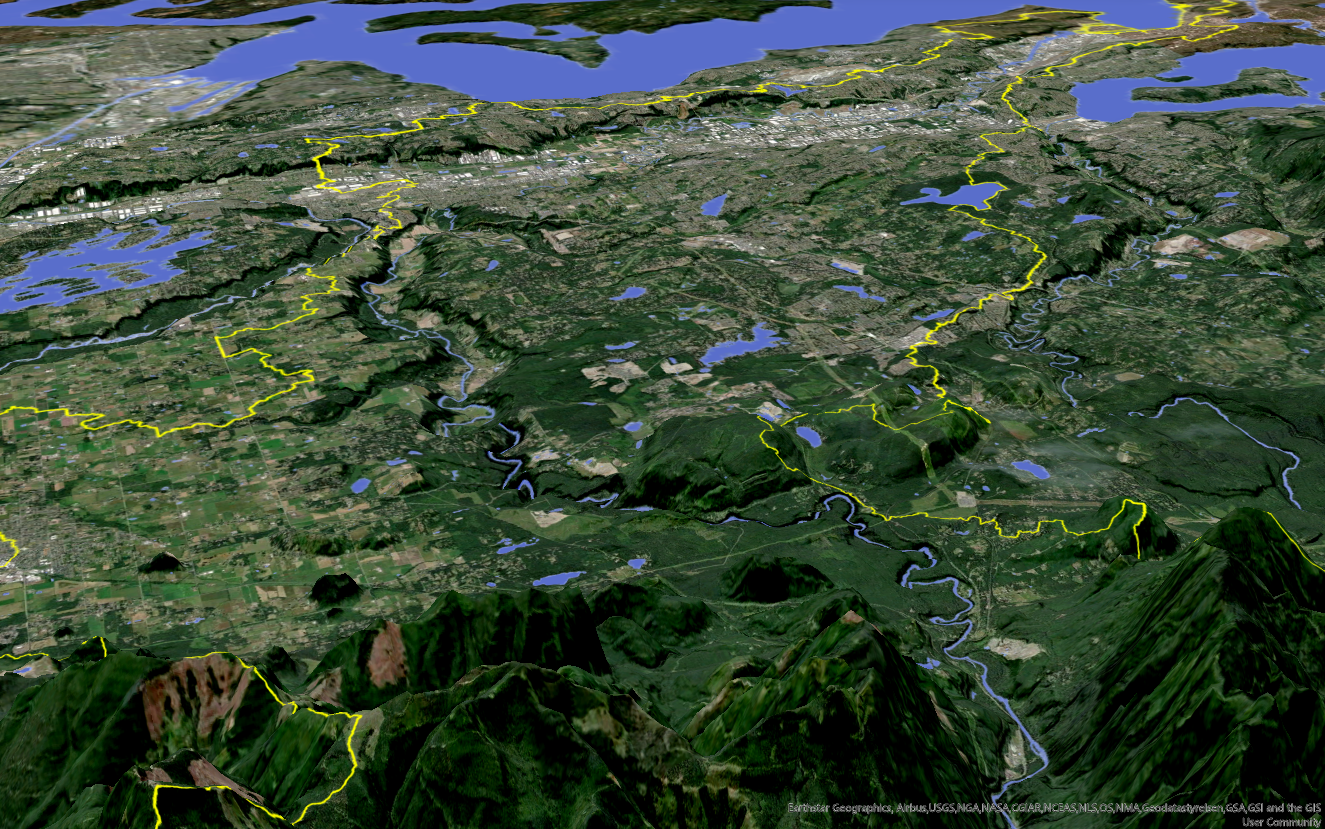 Earthstar Geographics, Airbus,USGS,NGA,NASA,CGIAR,NCEAS,NLS,OS,NMA,Geodatastyrelsen,GSA,GSI and the GIS
User Community